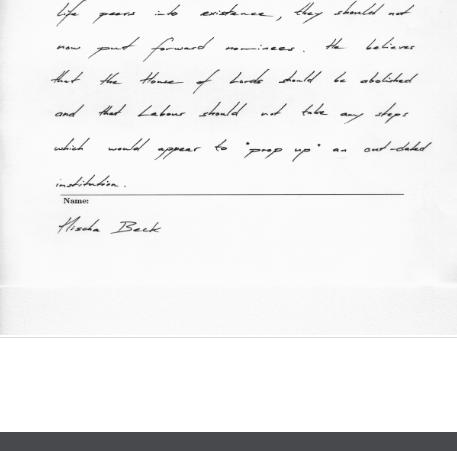 life peers into existence, they should not
now put forward nominees. He believes
that the House of Lords should be abolished
and that Labour should not take any steps
which would appear to "prop up" an out-dated
institution.
Name:
Mischa Beck